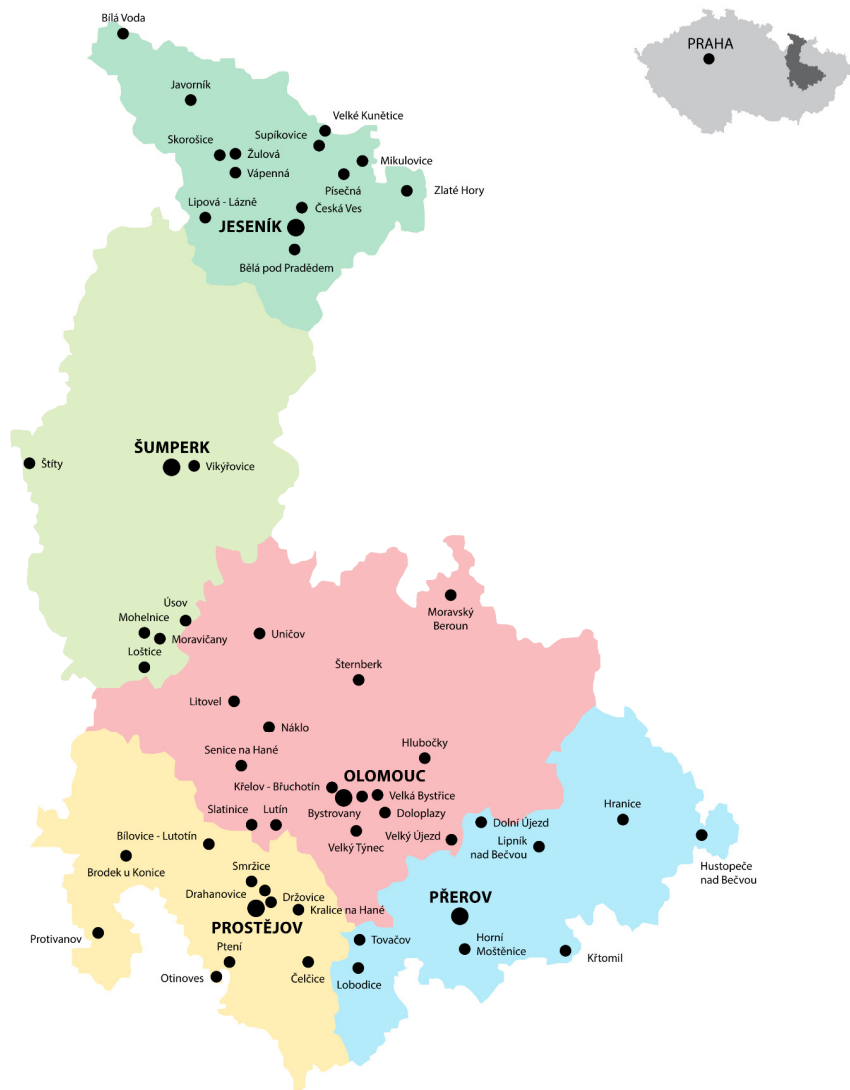 Bílá Voda
PRAHA
Javorník
Velké Kunětice
Supíkovice
Skorošice
Žulová
Mikulovice
Vápenná
Písečná
Zlaté Hory
Lipová - Lázně
Česká Ves
JESENÍK
Bělá pod Pradědem
ŠUMPERK
Štíty
Vikýřovice
Úsov
Mohelnice
Moravičany
Loštice
Uničov
Moravský
Beroun
Šternberk
Litovel
Náklo
Senice na Hané
Hlubočky
OLOMOUC
Křelov - Břuchotín
Velká Bystřice
Bystrovany
Doloplazy
Slatinice
Lutín
Velký Týnec
Velký Újezd
Dolní Újezd
Hranice
Lipník
nad Bečvou
Hustopeče
nad Bečvou
Bílovice - Lutotín
Brodek u Konice
Smržice
Drahanovice
Držovice
Kralice na Hané
PROSTĚJOV
PŘEROV
Protivanov
Ptení
Otinoves
Čelčice
Tovačov
Horní
Moštěnice
Lobodice
Křtomil